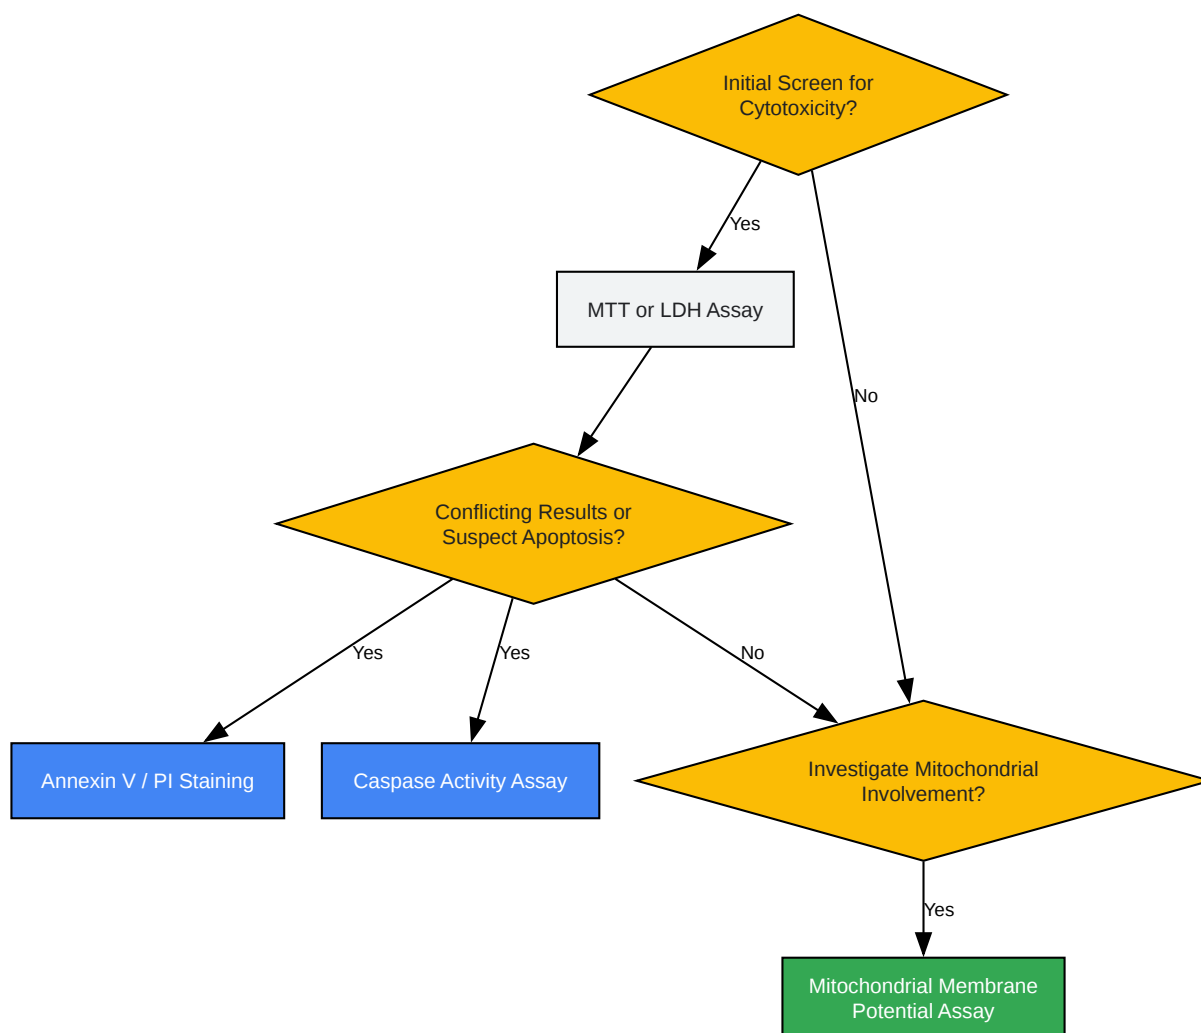 Initial Screen for
Cytotoxicity?
Yes
MTT or LDH Assay
No
Conflicting Results or
Suspect Apoptosis?
Yes
Yes
No
Annexin V / PI Staining
Caspase Activity Assay
Investigate Mitochondrial
Involvement?
Yes
Mitochondrial Membrane
Potential Assay